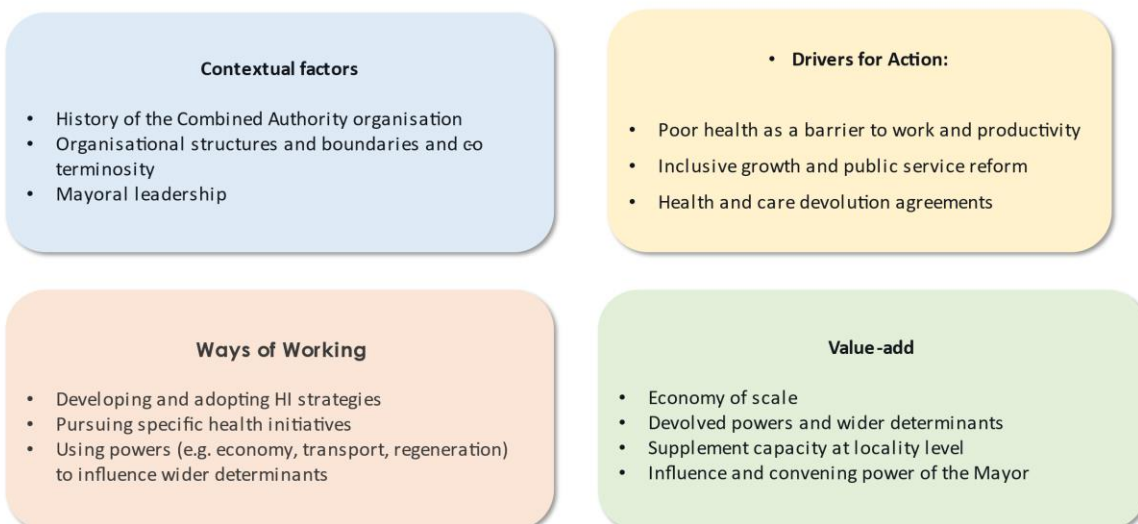 Contextual factors
• History of the Combined Authority organisation
• Organisational structures and boundaries and co
terminosity
• Mayoral leadership
• Drivers for Action:
• Poor health as a barrier to work and productivity
• Inclusive growth and public service reform
• Health and care devolution agreements
Ways of Working
• Developing and adopting HI strategies
• Pursuing specific health initiatives
• Using powers (e.g. economy, transport, regeneration)
to influence wider determinants
Value-add
• Economy of scale
• Devolved powers and wider determinants
• Supplement capacity at locality level
• Influence and convening power of the Mayor